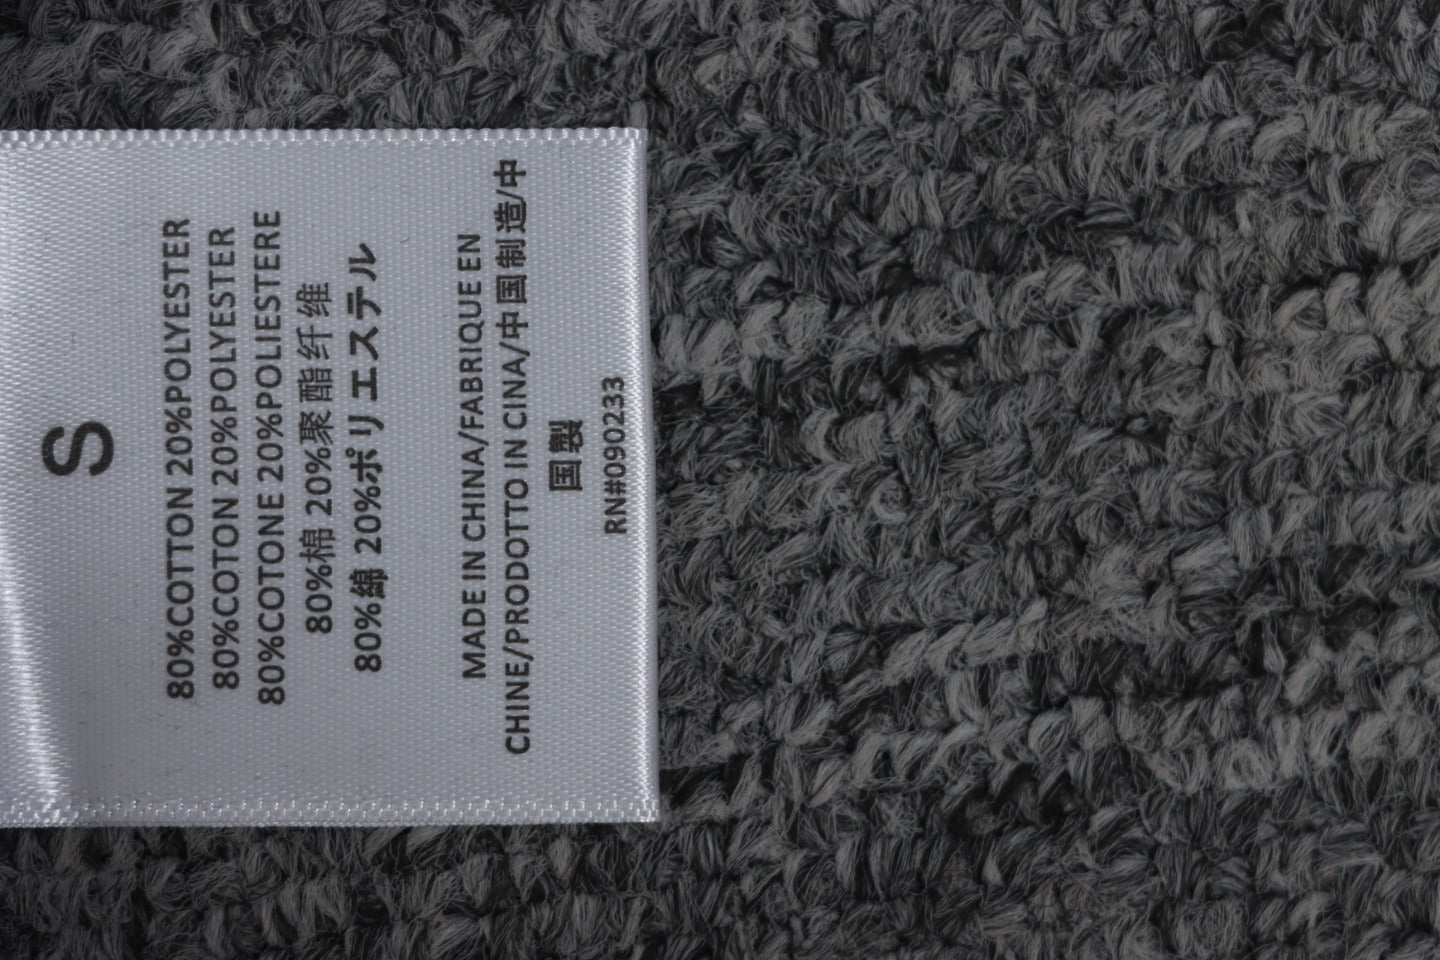 S
80%COTTON 20%POLYESTER
80%COTON 20%POLYESTER
80%COTONE 20%POLIESTERE
80%棉 20%聚酯纤维
80%綿 20%ポリエステル
MADE IN CHINA/FABRIQUE EN
CHINE/PRODOTTO IN CINA/中国制造/中
国製
RN#090233